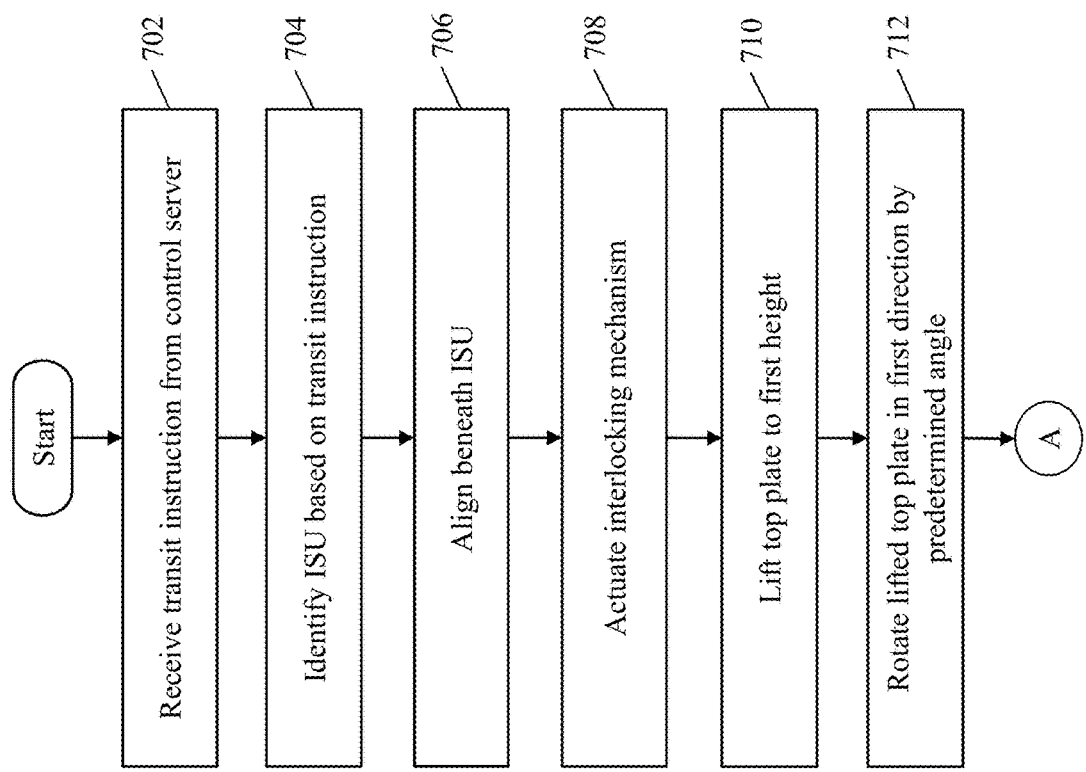 Start
Receive transit instruction from control server
702
Identify ISU based on transit instruction
704
Align beneath ISU
706
Actuate interlocking mechanism
708
Lift top plate to first height
710
Rotate lifted top plate in first direction by
predetermined angle
712
A